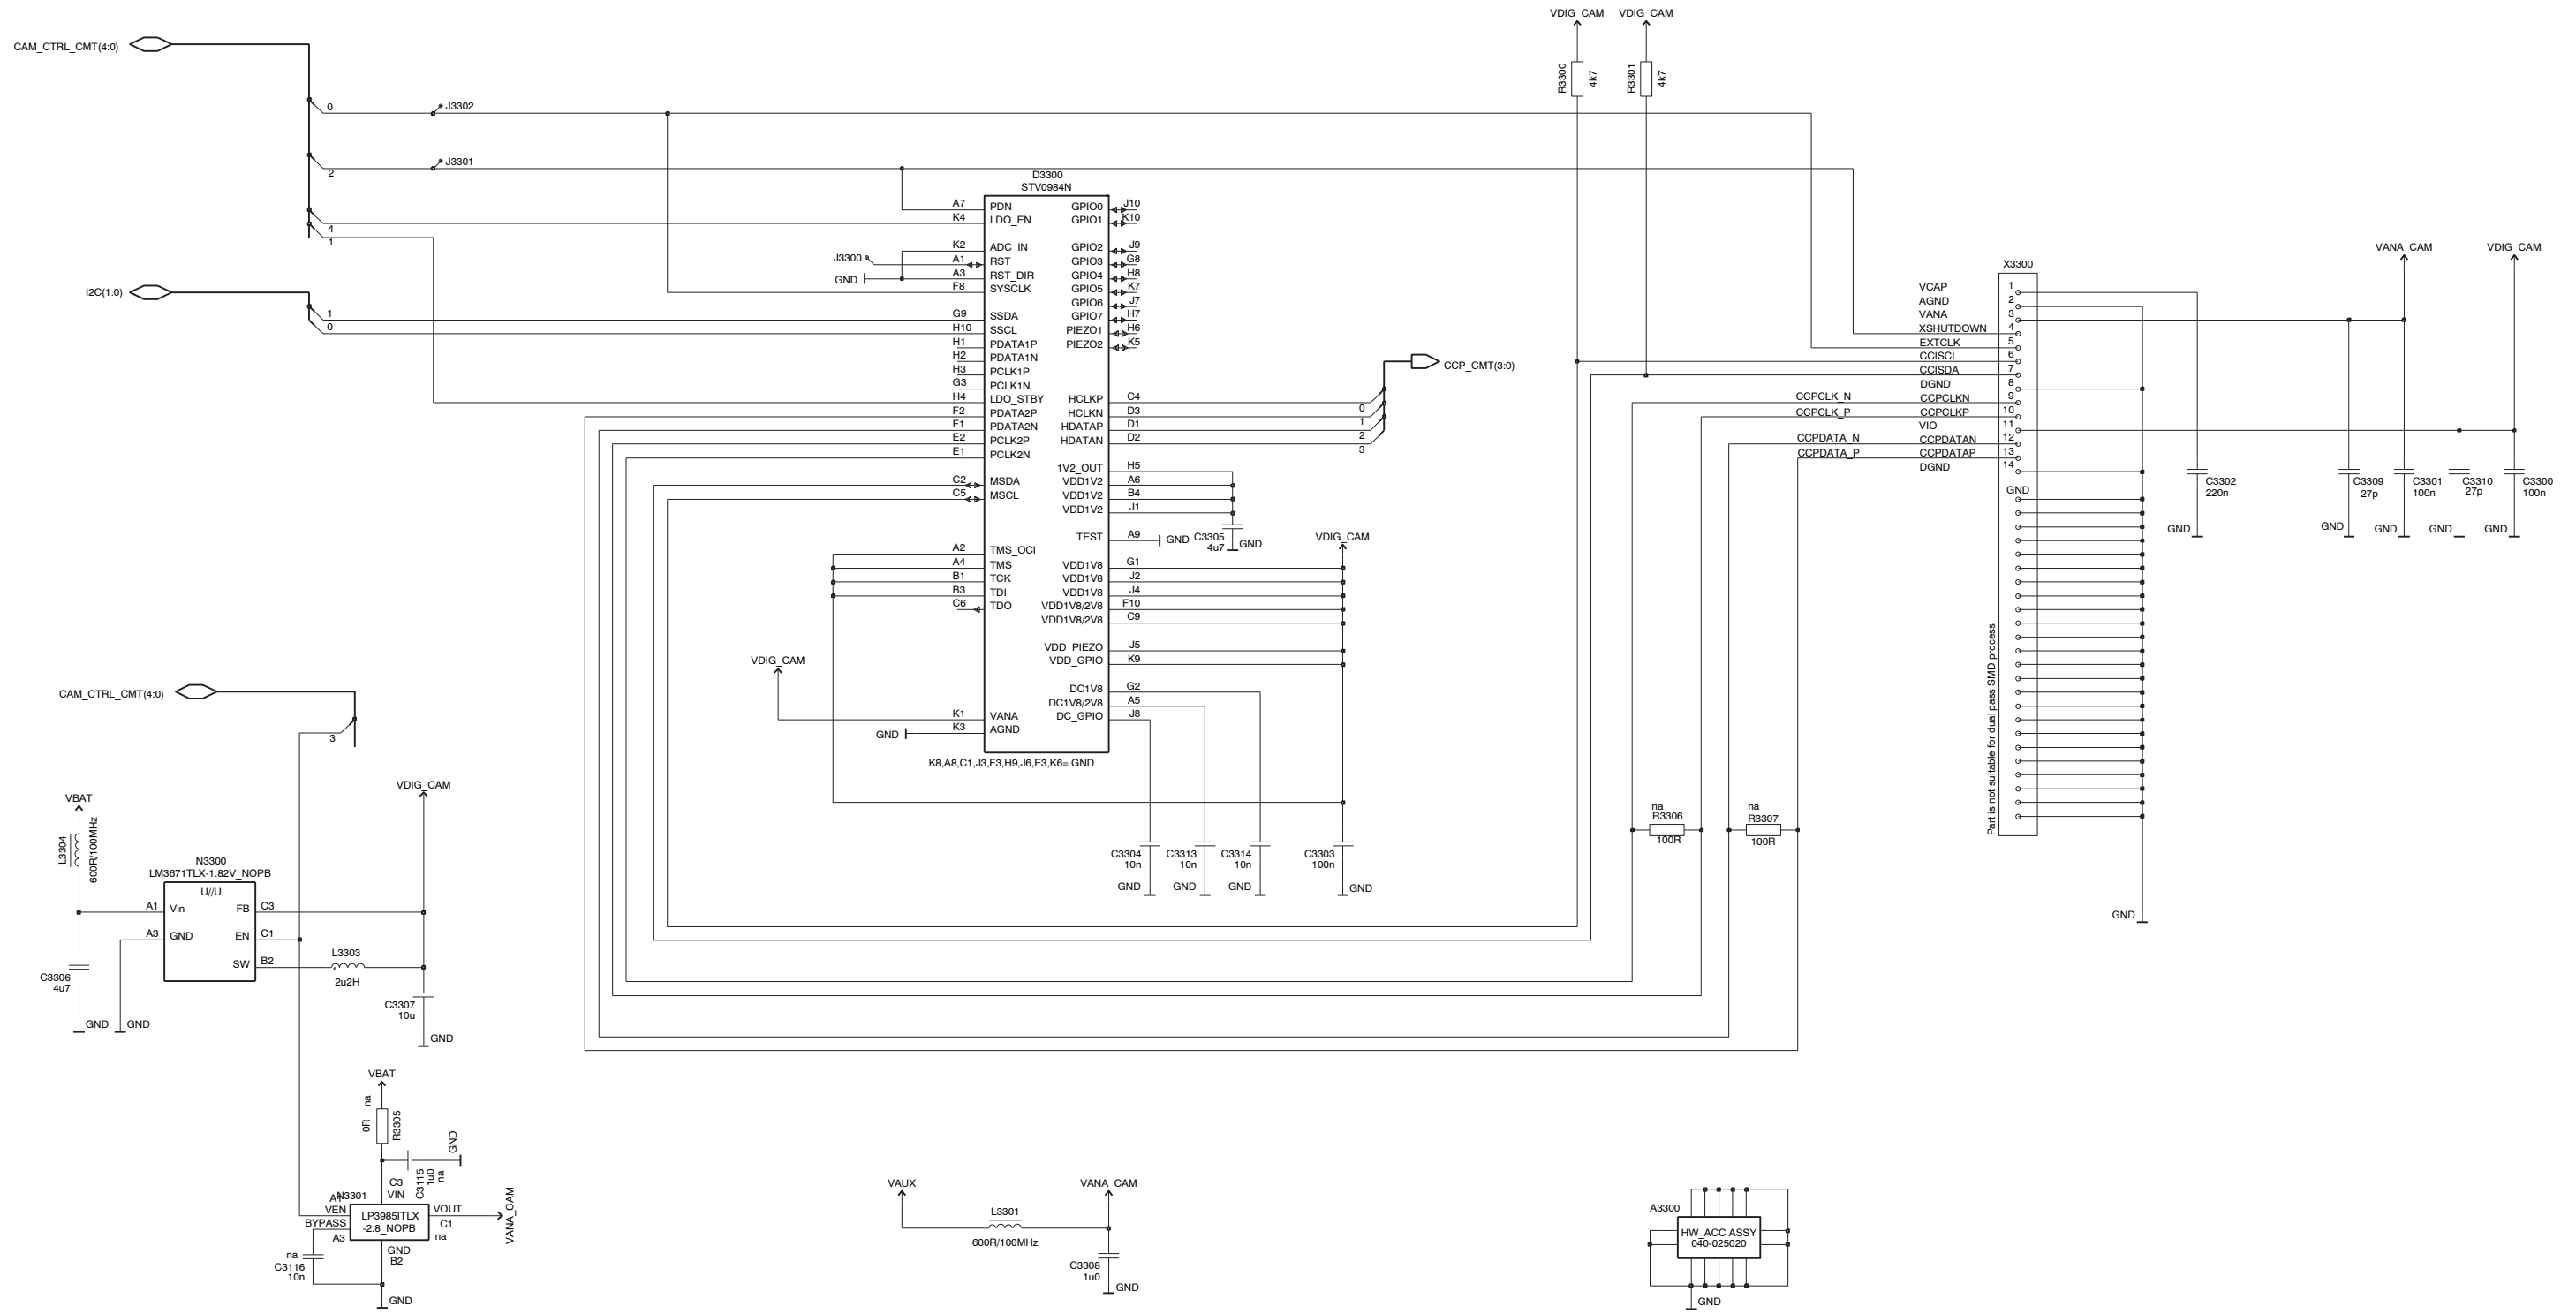 VDIG_CAM
VDIG_CAM
CAM_CTRL_CMT(4:0)
R3300
4k7
R3301
4k7
0
J3302
2
J3301
4
1
I2C(1:0)
1
0
D3300
STV0984N
A7 PDN
K4 LDO_EN
K2 ADC_IN
J3300
A1 RST
GND
A3 RST_DIR
F8 SYSCLK
G9 SSDA
H10 SSCL
H1 PDATA1P
H2 PDATA1N
H3 PCLK1P
G3 PCLK1N
H4 LDO_STBY
F2 PDATA2P
F1 PDATA2N
E2 PCLK2P
E1 PCLK2N
C2 MSDA
C5 MSCL
A2 TMS_OCI
A4 TMS
B1 TCK
B3 TDI
C6 TDO
VDIG_CAM
K1 VANA
GND
K3 AGND
GPIO0 J10
GPIO1 K10
GPIO2 J9
GPIO3 G8
GPIO4 H8
GPIO5 K7
GPIO6 J7
GPIO7 H7
PIEZO1 H6
PIEZO2 K5
HCLKP C4
HCLKN D3
HDATAP D1
HDATAN D2
0
1
2
3
CCP_CMT(3:0)
1V2_OUT H5
VDD1V2 A6
VDD1V2 B4
VDD1V2 J1
TEST A9
GND
C3305
4u7
GND
VDIG_CAM
VDD1V8 G1
VDD1V8 J2
VDD1V8 J4
VDD1V8/2V8 F10
VDD1V8/2V8 C9
VDD_PIEZO J5
VDD_GPIO K9
DC1V8 G2
DC1V8/2V8 A5
DC_GPIO J8
K8,A8,C1,J3,F3,H9,J6,E3,K6= GND
C3304
10n
GND
C3313
10n
GND
C3314
10n
GND
C3303
100n
GND
X3300
VCAP 1
AGND 2
VANA 3
XSHUTDOWN 4
EXTCLK 5
CCISCL 6
CCISDA 7
DGND 8
CCPCLK_N CCPCLKN 9
CCPCLK_P CCPCLKP 10
VIO 11
CCPDATA_N CCPDATAN 12
CCPDATA_P CCPDATAP 13
DGND 14
GND
Part is not suitable for dual pass SMD process
GND
VANA_CAM
VDIG_CAM
C3302
220n
GND
C3309
27p
GND
C3301
100n
GND
C3310
27p
GND
C3300
100n
GND
na
R3306
100R
na
R3307
100R
CAM_CTRL_CMT(4:0)
3
VBAT
L3304
600R/100MHz
VDIG_CAM
N3300
LM3671TLX-1.82V_NOPB
U//U
A1 Vin
FB C3
A3 GND
EN C1
SW B2
L3303
2u2H
C3306
4u7
GND
GND
C3307
10u
GND
VBAT
na
0R
R3305
GND
C3115
1u0
na
C3
VIN
A1
N3301
VEN
LP3985ITLX
-2.8_NOPB
VOUT
C1
na
VANA_CAM
BYPASS
A3
GND
B2
na
C3116
10n
GND
VAUX
L3301
600R/100MHz
VANA_CAM
C3308
1u0
GND
A3300
HW_ACC ASSY
040-025020
GND